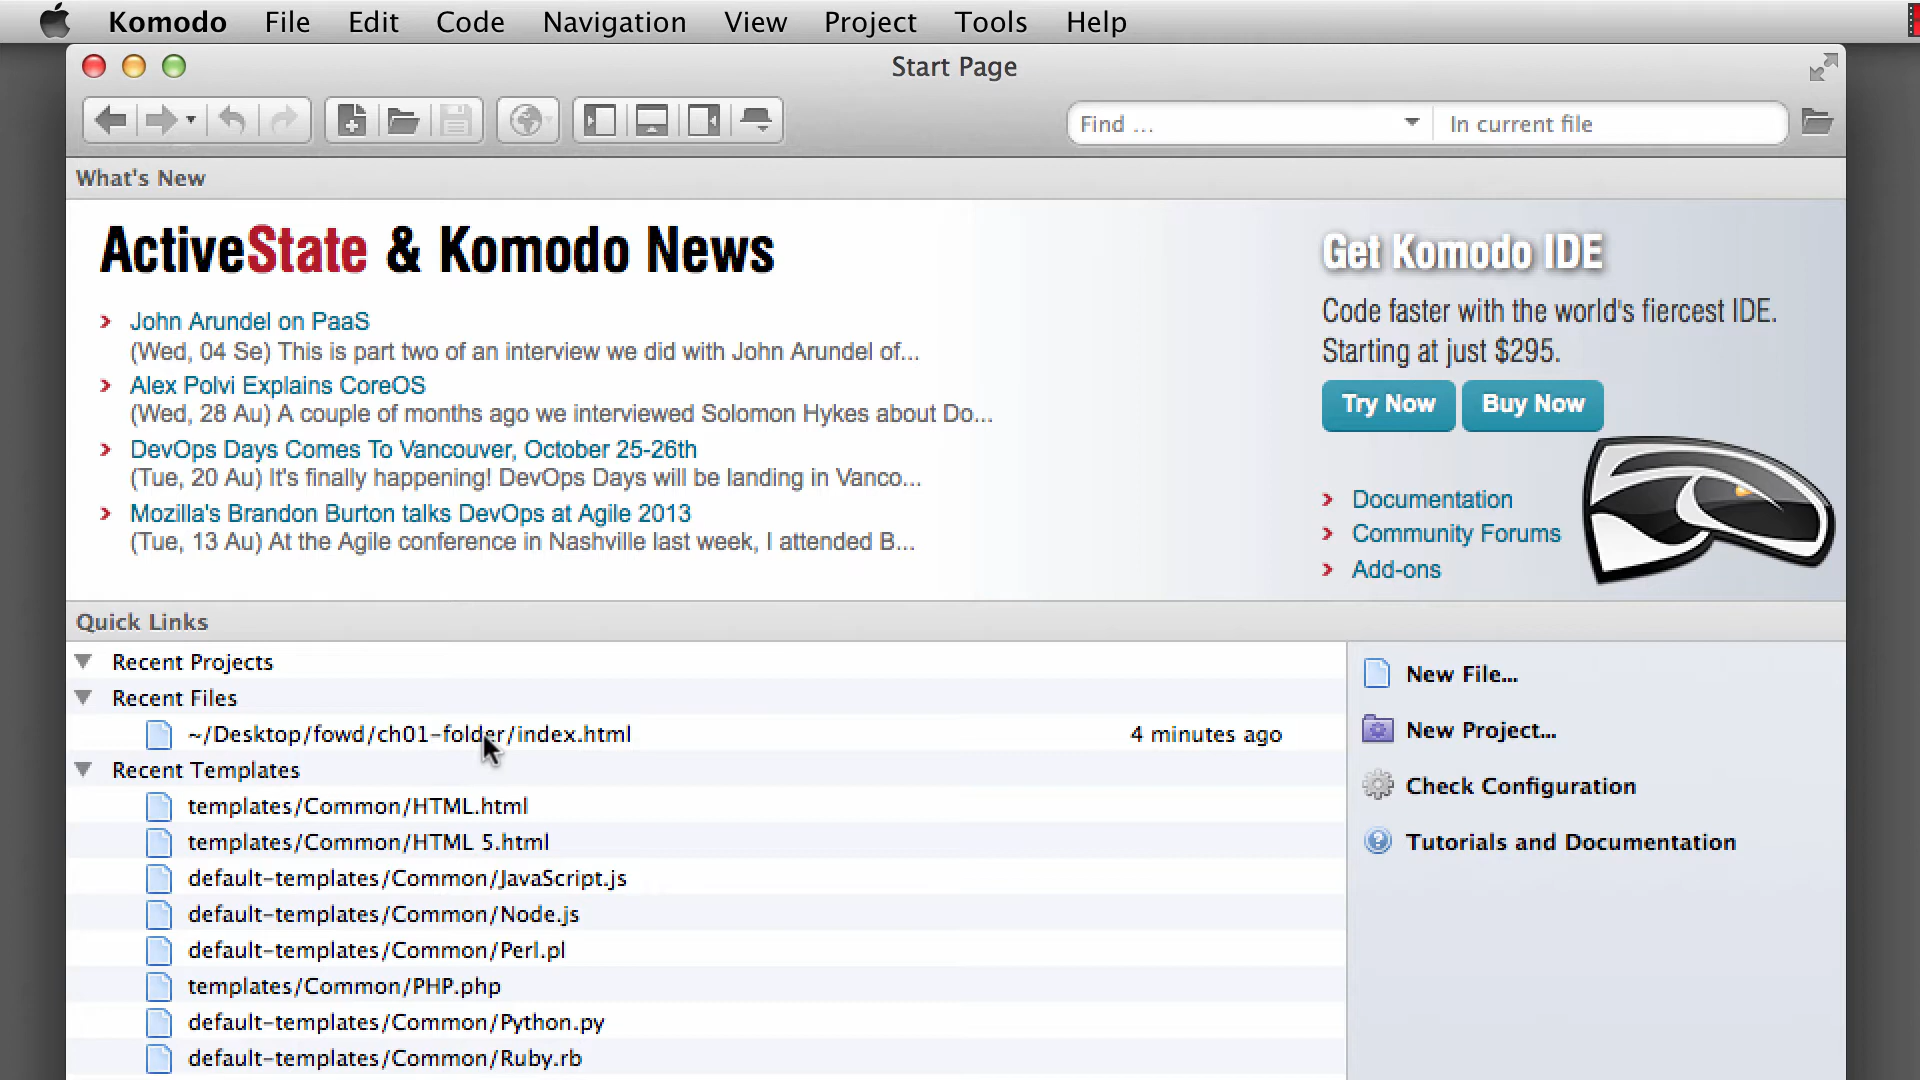 Komodo File Edit Code Navigation View Project Tools Help
Start Page
Find ... In current file
What's New
ActiveState & Komodo News
John Arundel on PaaS
(Wed, 04 Se) This is part two of an interview we did with John Arundel of...
Alex Polvi Explains CoreOS
(Wed, 28 Au) A couple of months ago we interviewed Solomon Hykes about Do...
DevOps Days Comes To Vancouver, October 25-26th
(Tue, 20 Au) It's finally happening! DevOps Days will be landing in Vanco...
Mozilla's Brandon Burton talks DevOps at Agile 2013
(Tue, 13 Au) At the Agile conference in Nashville last week, I attended B...
Get Komodo IDE
Code faster with the world's fiercest IDE.
Starting at just $295.
Try Now Buy Now
Documentation
Community Forums
Add-ons
Quick Links
Recent Projects
Recent Files
~/Desktop/fowd/ch01-folder/index.html 4 minutes ago
Recent Templates
templates/Common/HTML.html
templates/Common/HTML 5.html
default-templates/Common/JavaScript.js
default-templates/Common/Node.js
default-templates/Common/Perl.pl
templates/Common/PHP.php
default-templates/Common/Python.py
default-templates/Common/Ruby.rb
New File...
New Project...
Check Configuration
Tutorials and Documentation